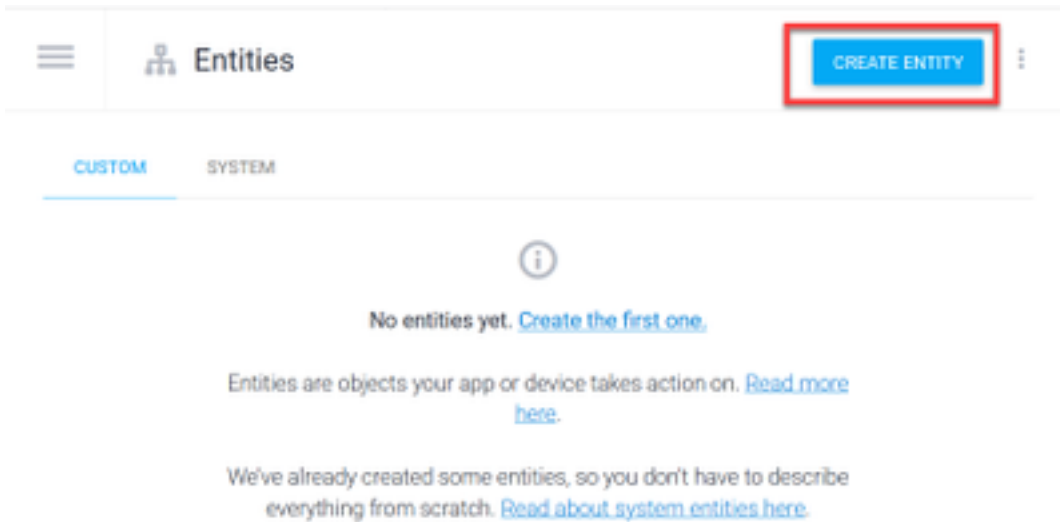 Entities
CREATE ENTITY
CUSTOM
SYSTEM
No entities yet. Create the first one.
Entities are objects your app or device takes action on. Read more
here.
We've already created some entities, so you don't have to describe
everything from scratch. Read about system entities here.